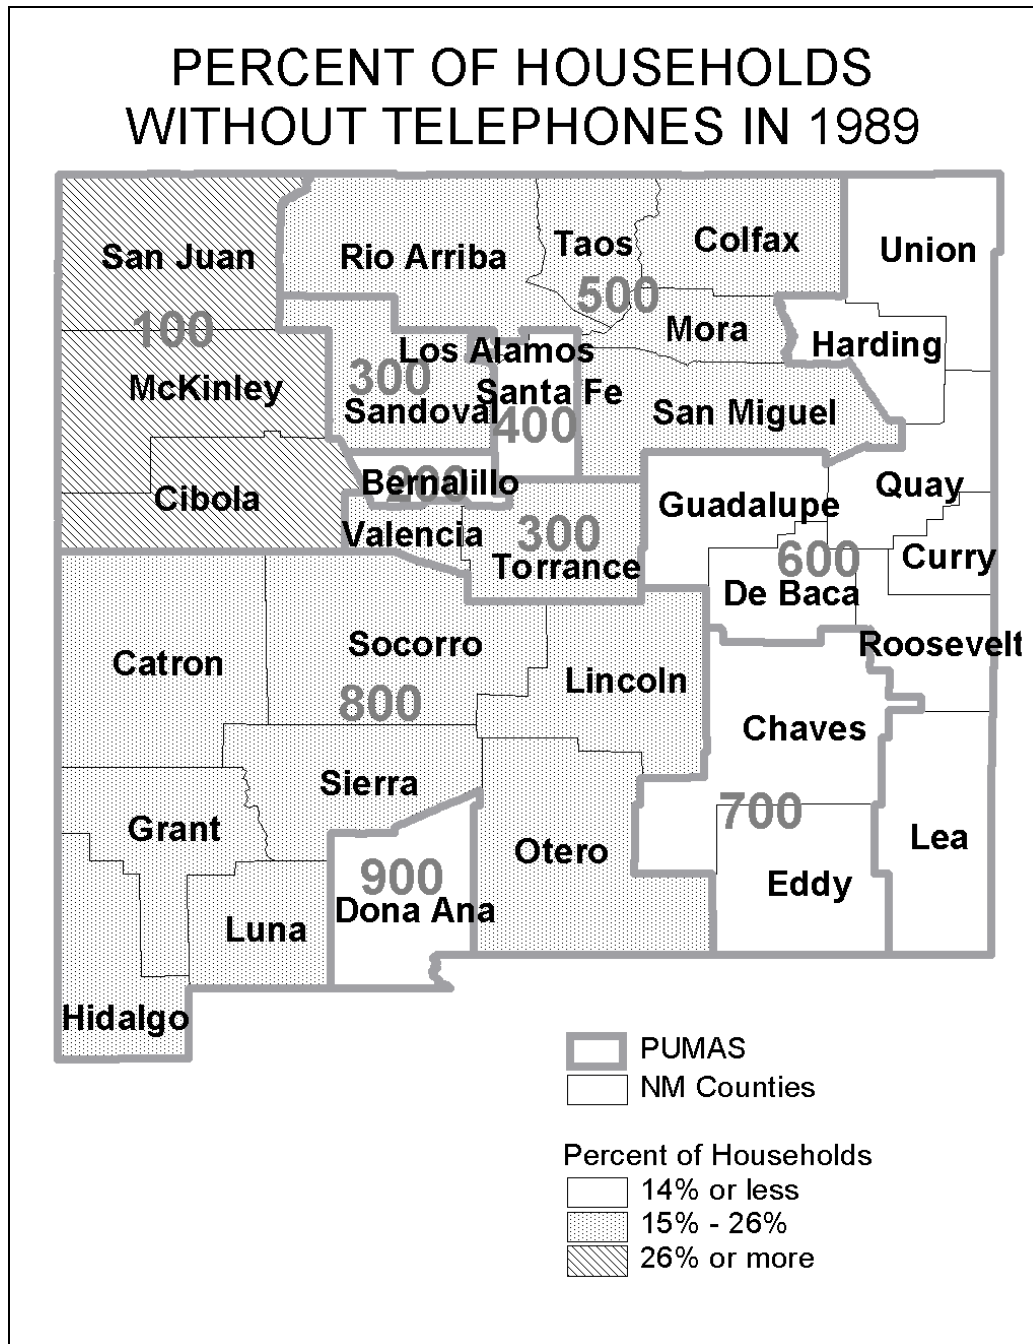 PERCENT OF HOUSEHOLDS
WITHOUT TELEPHONES IN 1989
San Juan
Rio Arriba
Taos
Colfax
Union
500
100
Mora
Harding
Los Alamos
McKinley
300
Santa Fe
Sandoval
400
San Miguel
Cibola
Bernalillo
200
Guadalupe
Quay
Valencia
300
Torrance
600
Curry
De Baca
Catron
Socorro
Roosevelt
Lincoln
800
Chaves
Sierra
Grant
700
Otero
Lea
900
Dona Ana
Eddy
Luna
Hidalgo
PUMAS
NM Counties
Percent of Households
14% or less
15% - 26%
26% or more